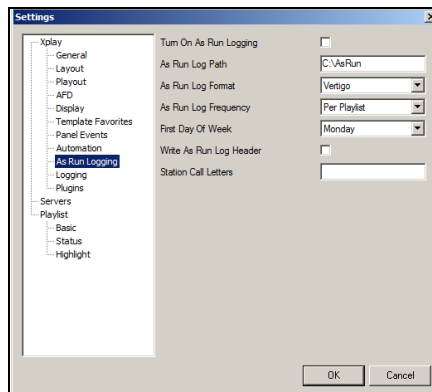 Settings
Xplay
General
Layout
Playout
AFD
Display
Template Favorites
Panel Events
Automation
As Run Logging
Logging
Plugins
Servers
Playlist
Basic
Status
Highlight
Turn On As Run Logging
As Run Log Path C:\AsRun
As Run Log Format Vertigo
As Run Log Frequency Per Playlist
First Day Of Week Monday
Write As Run Log Header
Station Call Letters
OK Cancel